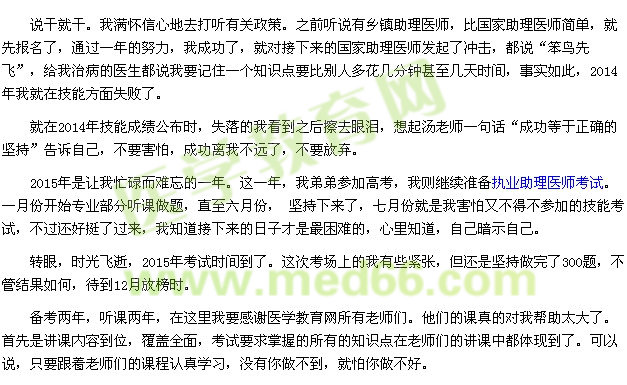 说干就干。我满怀信心地去打听有关政策。之前听说有乡镇助理医师，比国家助理医师简单，就
先报名了，通过一年的努力，我成功了，就对接下来的国家助理医师发起了冲击，都说“笨鸟先
飞”，给我治病的医生都说我要记住一个知识点要比别人多花几分钟甚至几天时间，事实如此，2014
年我就在技能方面失败了。
就在2014年技能成绩公布时，失落的我看到之后擦去眼泪，想起汤老师一句话“成功等于正确的
坚持”告诉自己，不要害怕，成功离我不远了，不要放弃。
2015年是让我忙碌而难忘的一年。这一年，我弟弟参加高考，我则继续准备执业助理医师考试。
一月份开始专业部分听课做题，直至六月份， 坚持下来了，七月份就是我害怕又不得不参加的技能考
试，不过还好挺了过来，我知道接下来的日子才是最困难的，心里知道，自己暗示自己。
转眼，时光飞逝，2015年考试时间到了。这次考场上的我有些紧张，但还是坚持做完了300题，不
管结果如何，待到12月放榜时。
备考两年，听课两年，在这里我要感谢医学教育网所有老师们。他们的课真的对我帮助太大了。
首先是讲课内容到位，覆盖全面，考试要求掌握的所有的知识点在老师们的讲课中都体现到了。可以
说，只要跟着老师们的课程认真学习，没有你做不到，就怕你做不好。
医学教育网
www.med66.com